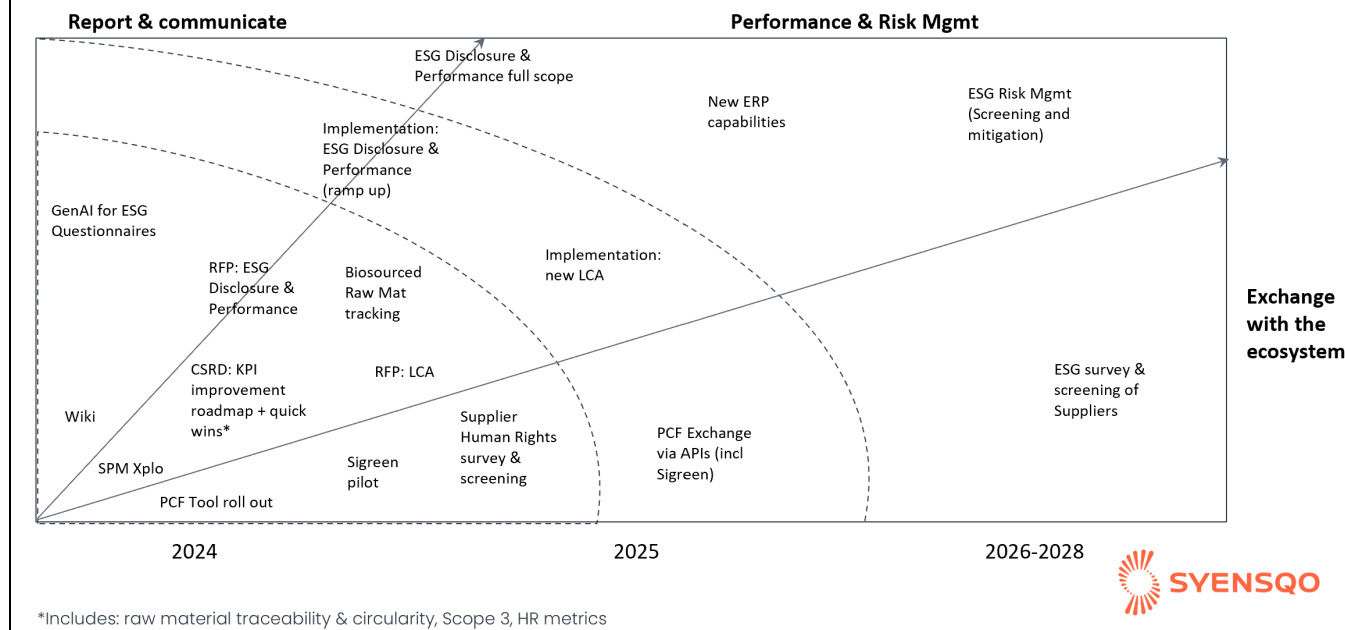 Report & communicate
Performance & Risk Mgmt
ESG Disclosure &
Performance full scope
New ERP
capabilities
ESG Risk Mgmt
(Screening and
mitigation)
Implementation:
ESG Disclosure &
Performance
(ramp up)
GenAI for ESG
Questionnaires
RFP: ESG
Disclosure &
Performance
Biosourced
Raw Mat
tracking
Implementation:
new LCA
Exchange
with the
ecosystem
CSRD: KPI
improvement
roadmap + quick
wins*
RFP: LCA
ESG survey &
screening of
Suppliers
Wiki
Supplier
Human Rights
survey &
screening
PCF Exchange
via APIs (incl
Sigreen)
SPM Xplo
Sigreen
pilot
PCF Tool roll out
2024
2025
2026-2028
SYENSQO
*Includes: raw material traceability & circularity, Scope 3, HR metrics